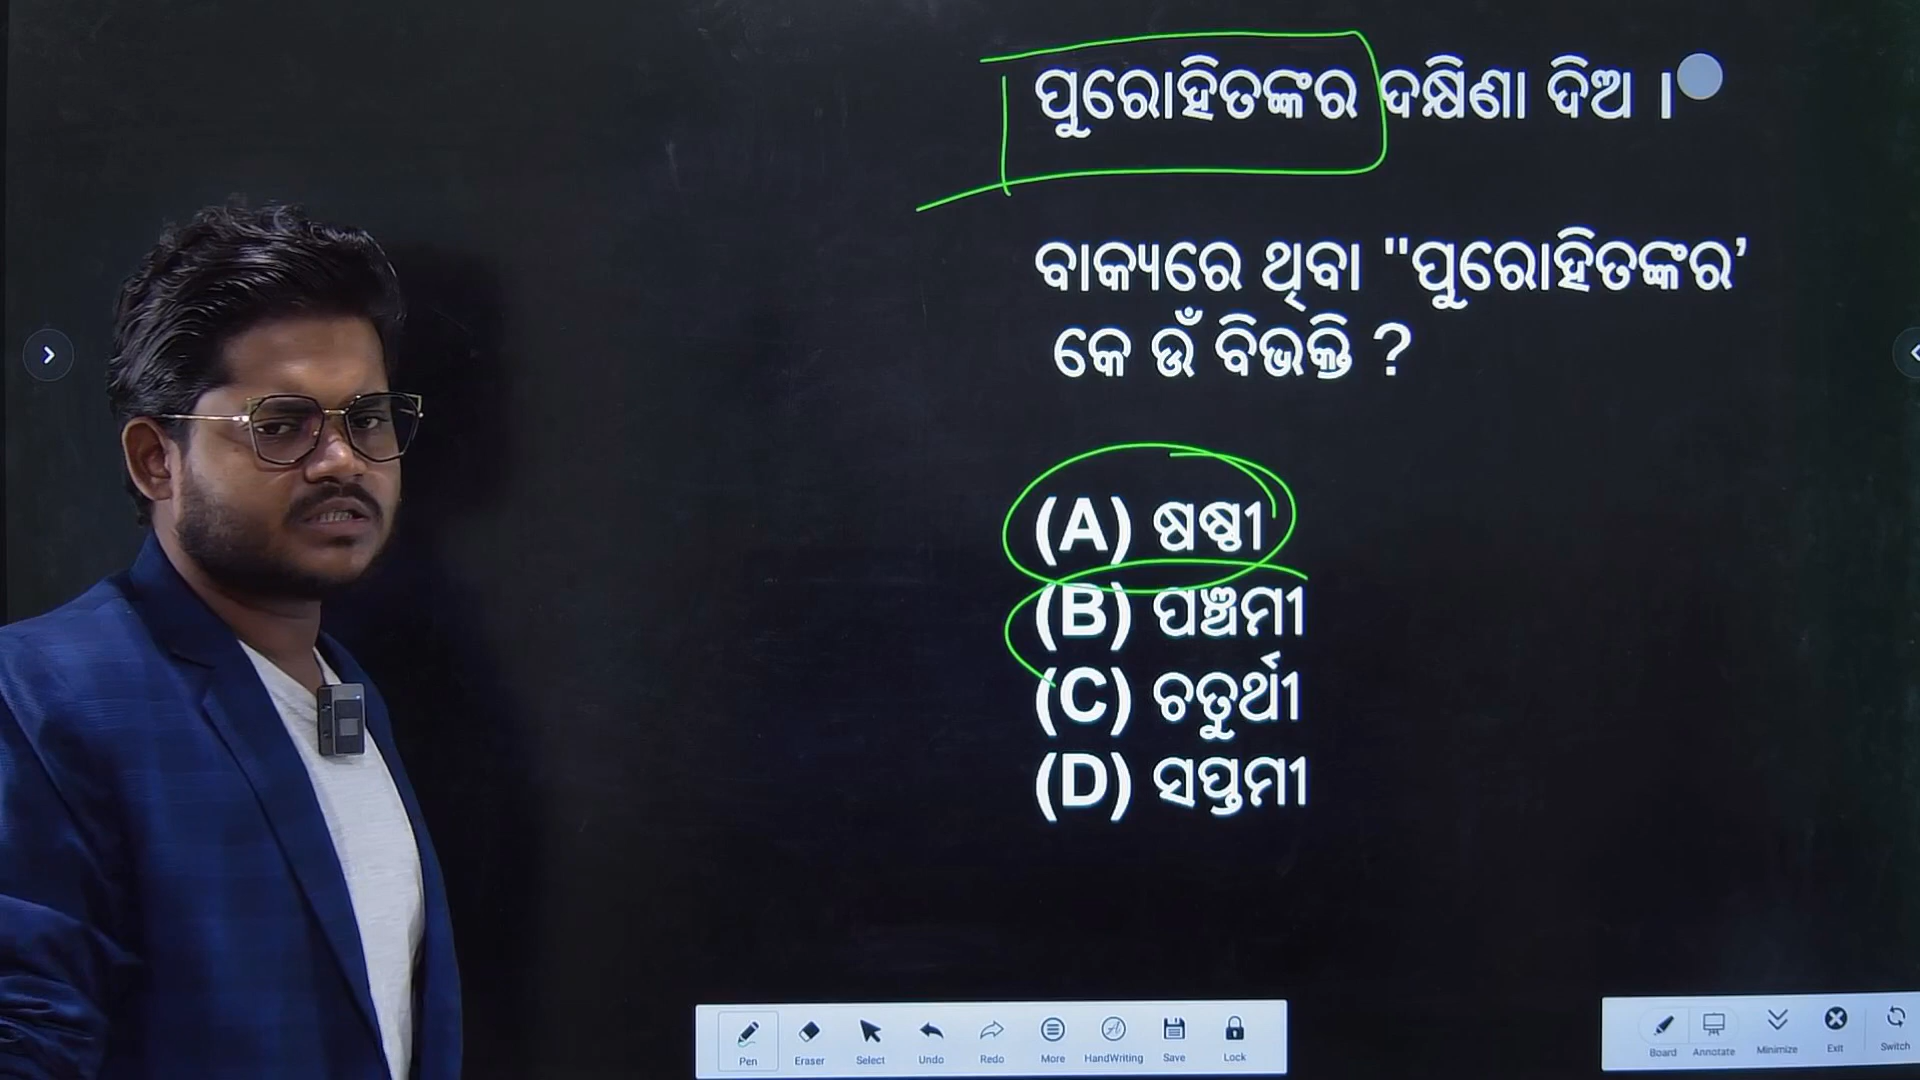 ପୁରୋହିତଙ୍କର ଦକ୍ଷିଣା ଦିଅ ।
ବାକ୍ୟରେ ଥିବା "ପୁରୋହିତଙ୍କର’
କେ ଉଁ ବିଭକ୍ତି ?
(A) ଷଷ୍ଠୀ
(B) ପଞ୍ଚମୀ
(C) ଚତୁର୍ଥୀ
(D) ସପ୍ତମୀ
Pen Eraser Select Undo Redo More HandWriting Save Lock
Board Annotate Minimize Exit Switch